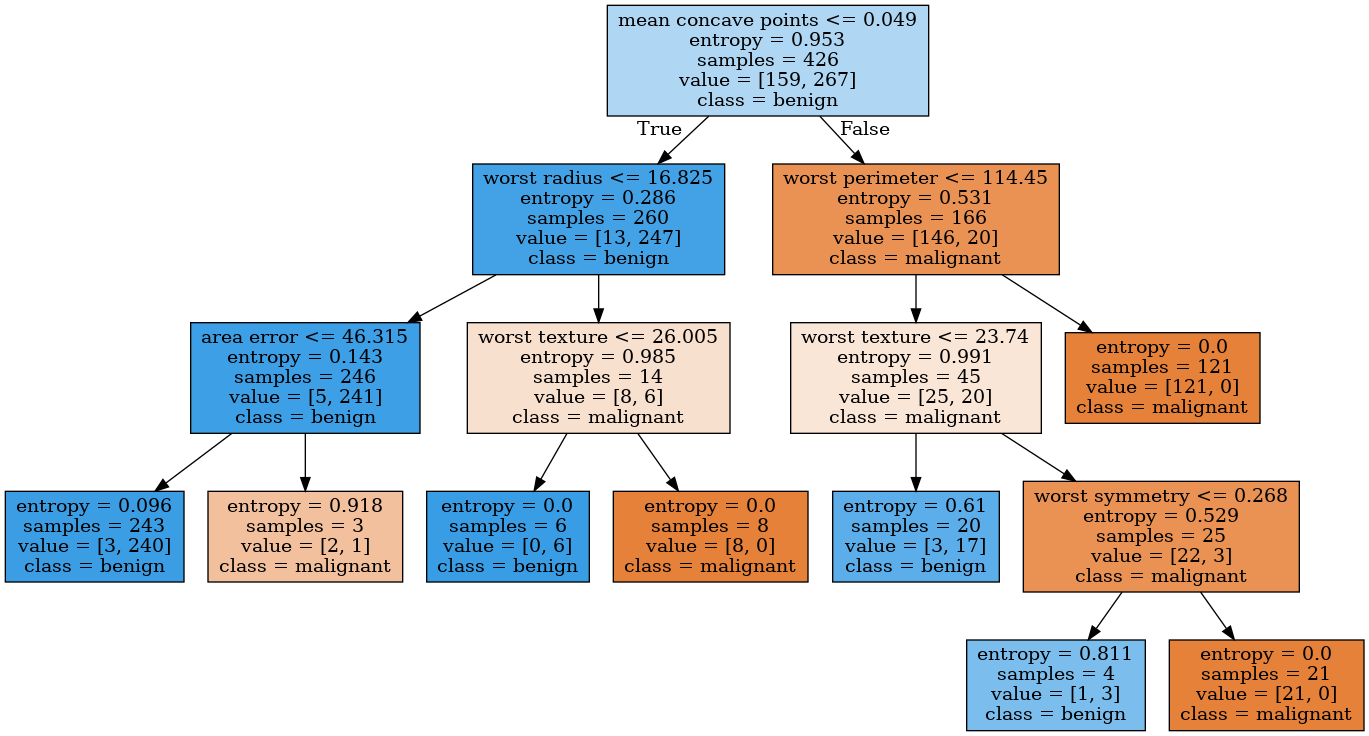 mean concave points <= 0.049
entropy = 0.953
samples = 426
value = [159, 267]
class = benign
True
False
worst radius <= 16.825
entropy = 0.286
samples = 260
value = [13, 247]
class = benign
worst perimeter <= 114.45
entropy = 0.531
samples = 166
value = [146, 20]
class = malignant
area error <= 46.315
entropy = 0.143
samples = 246
value = [5, 241]
class = benign
worst texture <= 26.005
entropy = 0.985
samples = 14
value = [8, 6]
class = malignant
worst texture <= 23.74
entropy = 0.991
samples = 45
value = [25, 20]
class = malignant
entropy = 0.0
samples = 121
value = [121, 0]
class = malignant
entropy = 0.096
samples = 243
value = [3, 240]
class = benign
entropy = 0.918
samples = 3
value = [2, 1]
class = malignant
entropy = 0.0
samples = 6
value = [0, 6]
class = benign
entropy = 0.0
samples = 8
value = [8, 0]
class = malignant
entropy = 0.61
samples = 20
value = [3, 17]
class = benign
worst symmetry <= 0.268
entropy = 0.529
samples = 25
value = [22, 3]
class = malignant
entropy = 0.811
samples = 4
value = [1, 3]
class = benign
entropy = 0.0
samples = 21
value = [21, 0]
class = malignant